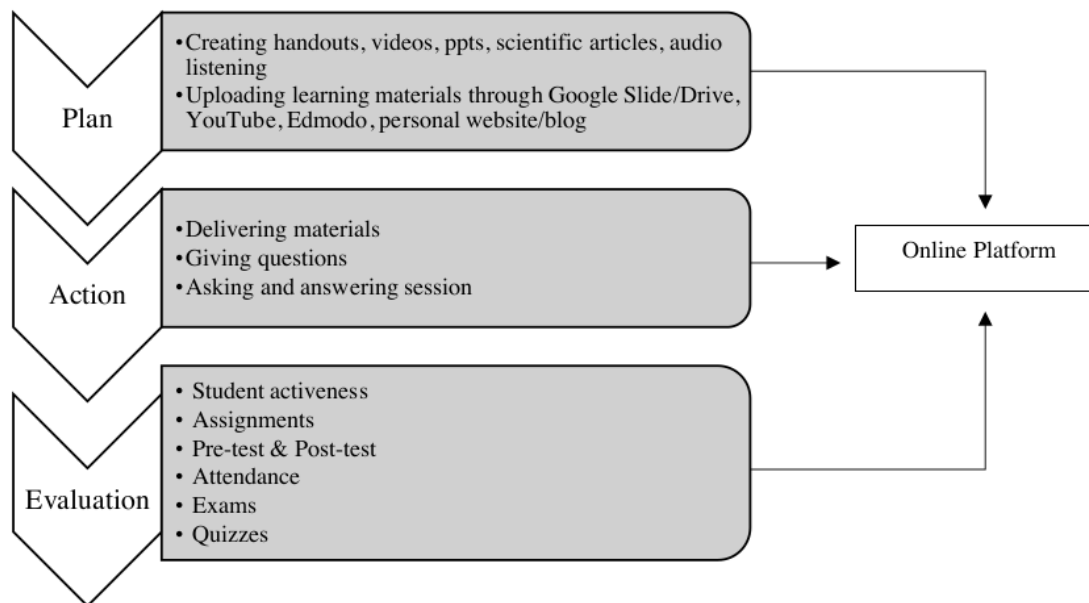 Plan
•Creating handouts, videos, ppts, scientific articles, audio
listening
•Uploading learning materials through Google Slide/Drive,
YouTube, Edmodo, personal website/blog
Action
•Delivering materials
•Giving questions
•Asking and answering session
Evaluation
• Student activeness
• Assignments
• Pre-test & Post-test
• Attendance
• Exams
• Quizzes
Online Platform